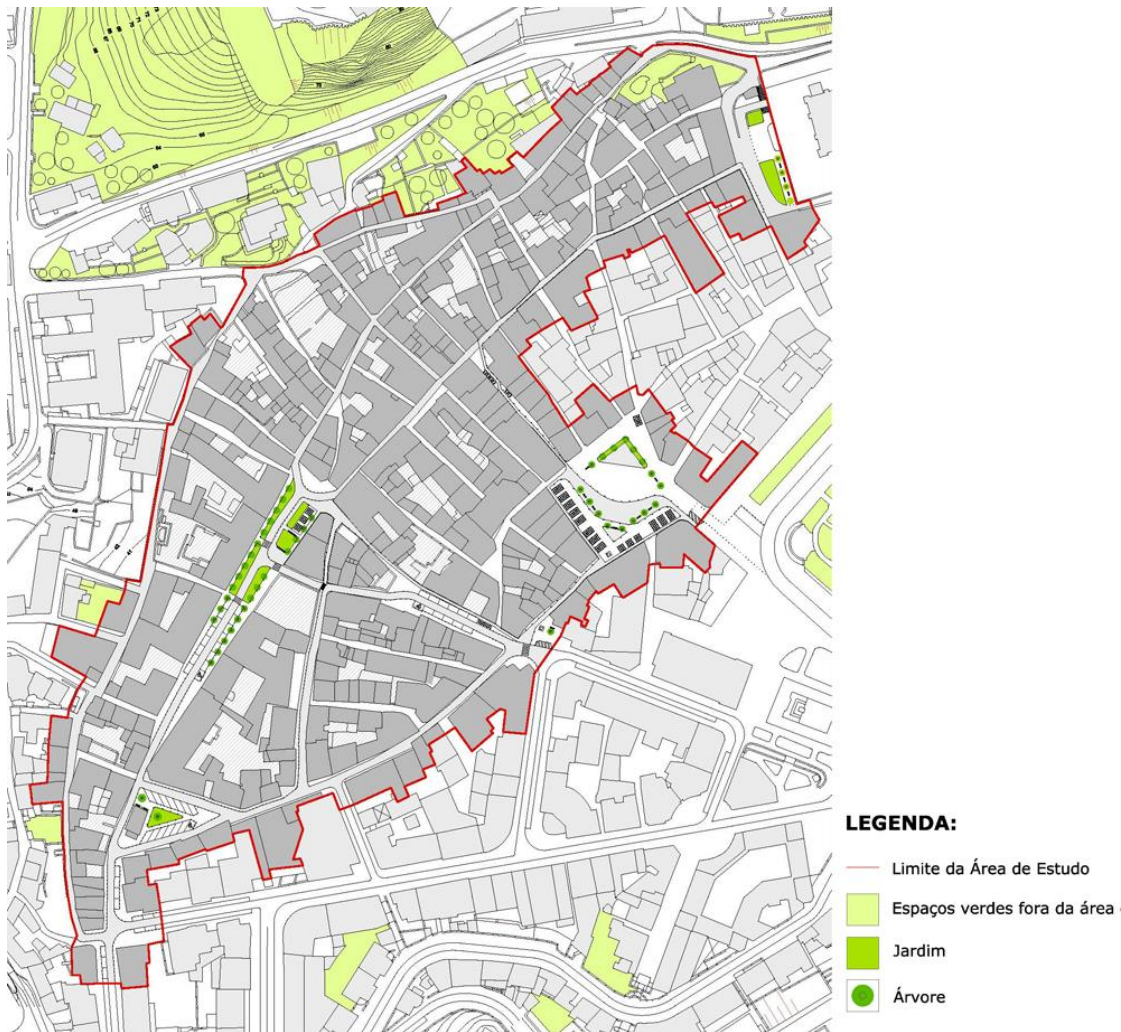 LEGENDA:
Limite da Área de Estudo
Espaços verdes fora da área
Jardim
Árvore